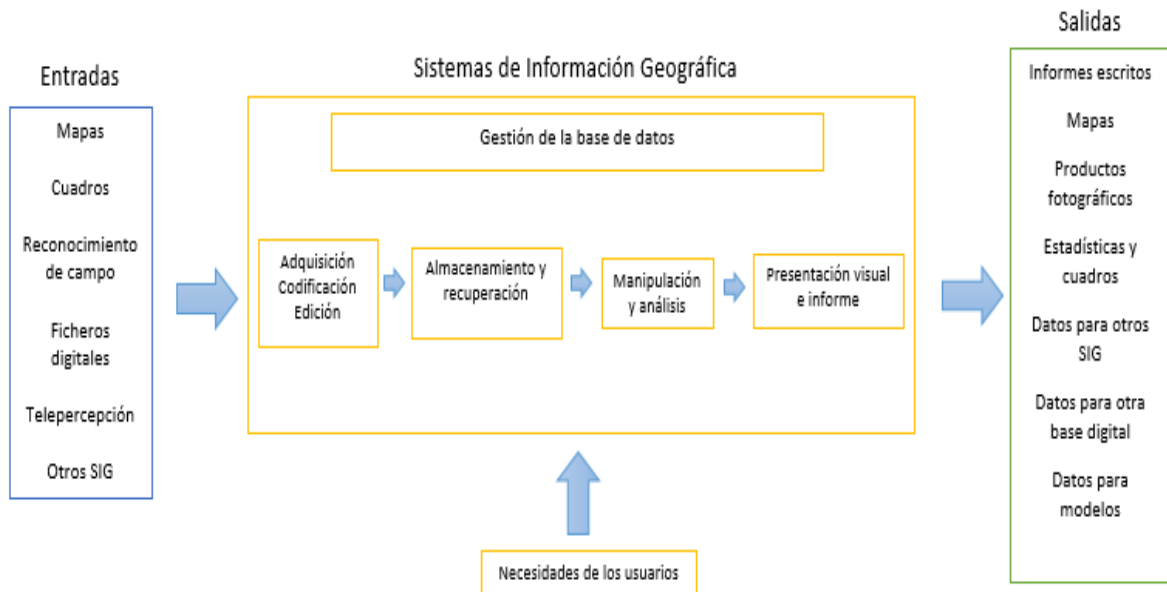 Entradas
Mapas
Cuadros
Reconocimiento
de campo
Ficheros
digitales
Telepercepción
Otros SIG
Sistemas de Información Geográfica
Gestión de la base de datos
Adquisición
Codificación
Edición
Almacenamiento y
recuperación
Manipulación
y análisis
Presentación visual
e informe
Necesidades de los usuarios
Salidas
Informes escritos
Mapas
Productos
fotográficos
Estadísticas y
cuadros
Datos para otros
SIG
Datos para otra
base digital
Datos para
modelos